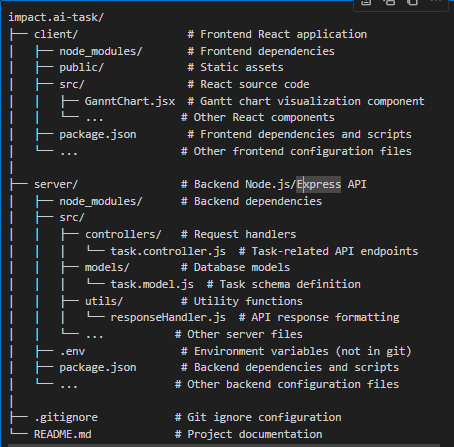 impact.ai-task/
├── client/                 # Frontend React application
│   ├── node_modules/       # Frontend dependencies
│   ├── public/             # Static assets
│   ├── src/                # React source code
│   │   ├── GanntChart.jsx  # Gantt chart visualization component
│   │   └── ...            # Other React components
│   ├── package.json        # Frontend dependencies and scripts
│   └── ...                # Other frontend configuration files
│
├── server/                # Backend Node.js/Express API
│   ├── node_modules/      # Backend dependencies
│   ├── src/
│   │   ├── controllers/   # Request handlers
│   │   │   └── task.controller.js  # Task-related API endpoints
│   │   ├── models/        # Database models
│   │   │   └── task.model.js  # Task schema definition
│   │   ├── utils/         # Utility functions
│   │   │   └── responseHandler.js  # API response formatting
│   │   └── ...           # Other server files
│   ├── .env               # Environment variables (not in git)
│   ├── package.json       # Backend dependencies and scripts
│   └── ...               # Other backend configuration files
│
├── .gitignore            # Git ignore configuration
└── README.md             # Project documentation